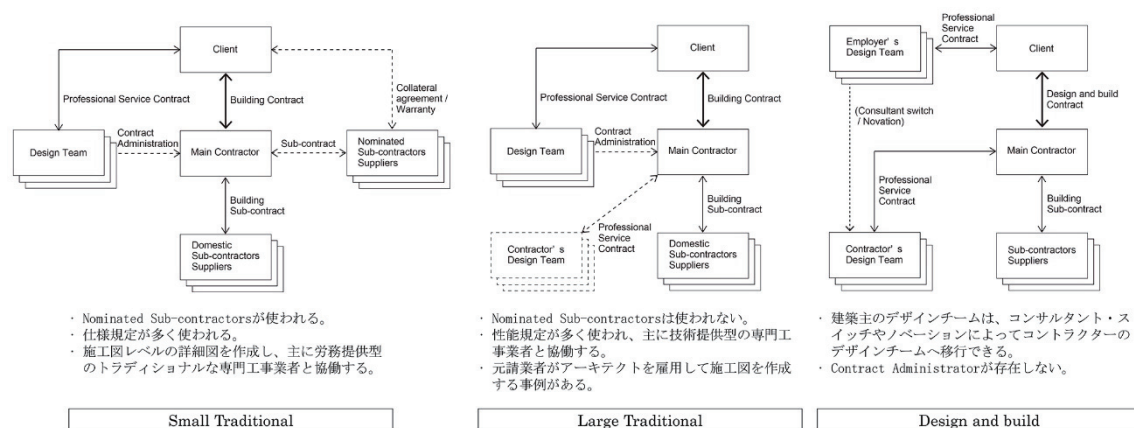 Client
Professional Service Contract
Building Contract
Collateral
agreement /
Warranty
Design Team
Contract
Administration
Main Contractor
Sub-contract
Nominated
Sub-contractors
Suppliers
Building
Sub-contract
Domestic
Sub-contractors
Suppliers
・ Nominated Sub-contractorsが使われる。
・ 仕様規定が多く使われる。
・ 施工図レベルの詳細図を作成し、主に労務提供型
のトラディショナルな専門工事業者と協働する。
Small Traditional
Client
Professional Service Contract
Building Contract
Design Team
Contract
Administration
Main Contractor
Professional
Service
Contract
Building
Sub-contract
Contractor's
Design Team
Domestic
Sub-contractors
Suppliers
・ Nominated Sub-contractorsは使われない。
・ 性能規定が多く使われ、主に技術提供型の専門工
事業者と協働する。
・ 元請業者がアーキテクトを雇用して施工図を作成
する事例がある。
Large Traditional
Professional
Service
Contract
Employer's
Design Team
Client
Design and build
Contract
(Consultant switch
/ Novation)
Main Contractor
Professional
Service
Contract
Building
Sub-contract
Contractor's
Design Team
Sub-contractors
Suppliers
・ 建築主のデザインチームは、コンサルタント・ス
イッチやノベーションによってコントラクターの
デザインチームへ移行できる。
・ Contract Administratorが存在しない。
Design and build